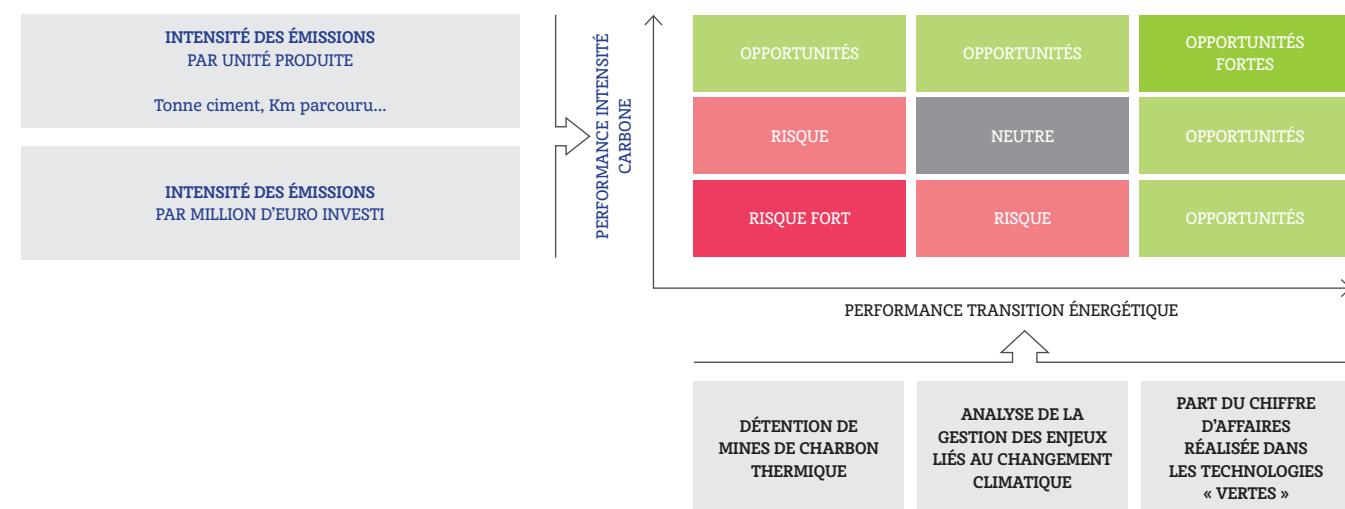 INTENSITÉ DES ÉMISSIONS
PAR UNITÉ PRODUITE
Tonne ciment, Km parcouru...
INTENSITÉ DES ÉMISSIONS
PAR MILLION D'EURO INVESTI
PERFORMANCE INTENSITÉ
CARBONE
OPPORTUNITÉS
OPPORTUNITÉS
OPPORTUNITÉS
FORTES
RISQUE
NEUTRE
OPPORTUNITÉS
RISQUE FORT
RISQUE
OPPORTUNITÉS
PERFORMANCE TRANSITION ÉNERGÉTIQUE
DÉTENTION DE
MINES DE CHARBON
THERMIQUE
ANALYSE DE LA
GESTION DES ENJEUX
LIÉS AU CHANGEMENT
CLIMATIQUE
PART DU CHIFFRE
D'AFFAIRES
RÉALISÉE DANS
LES TECHNOLOGIES
« VERTES »